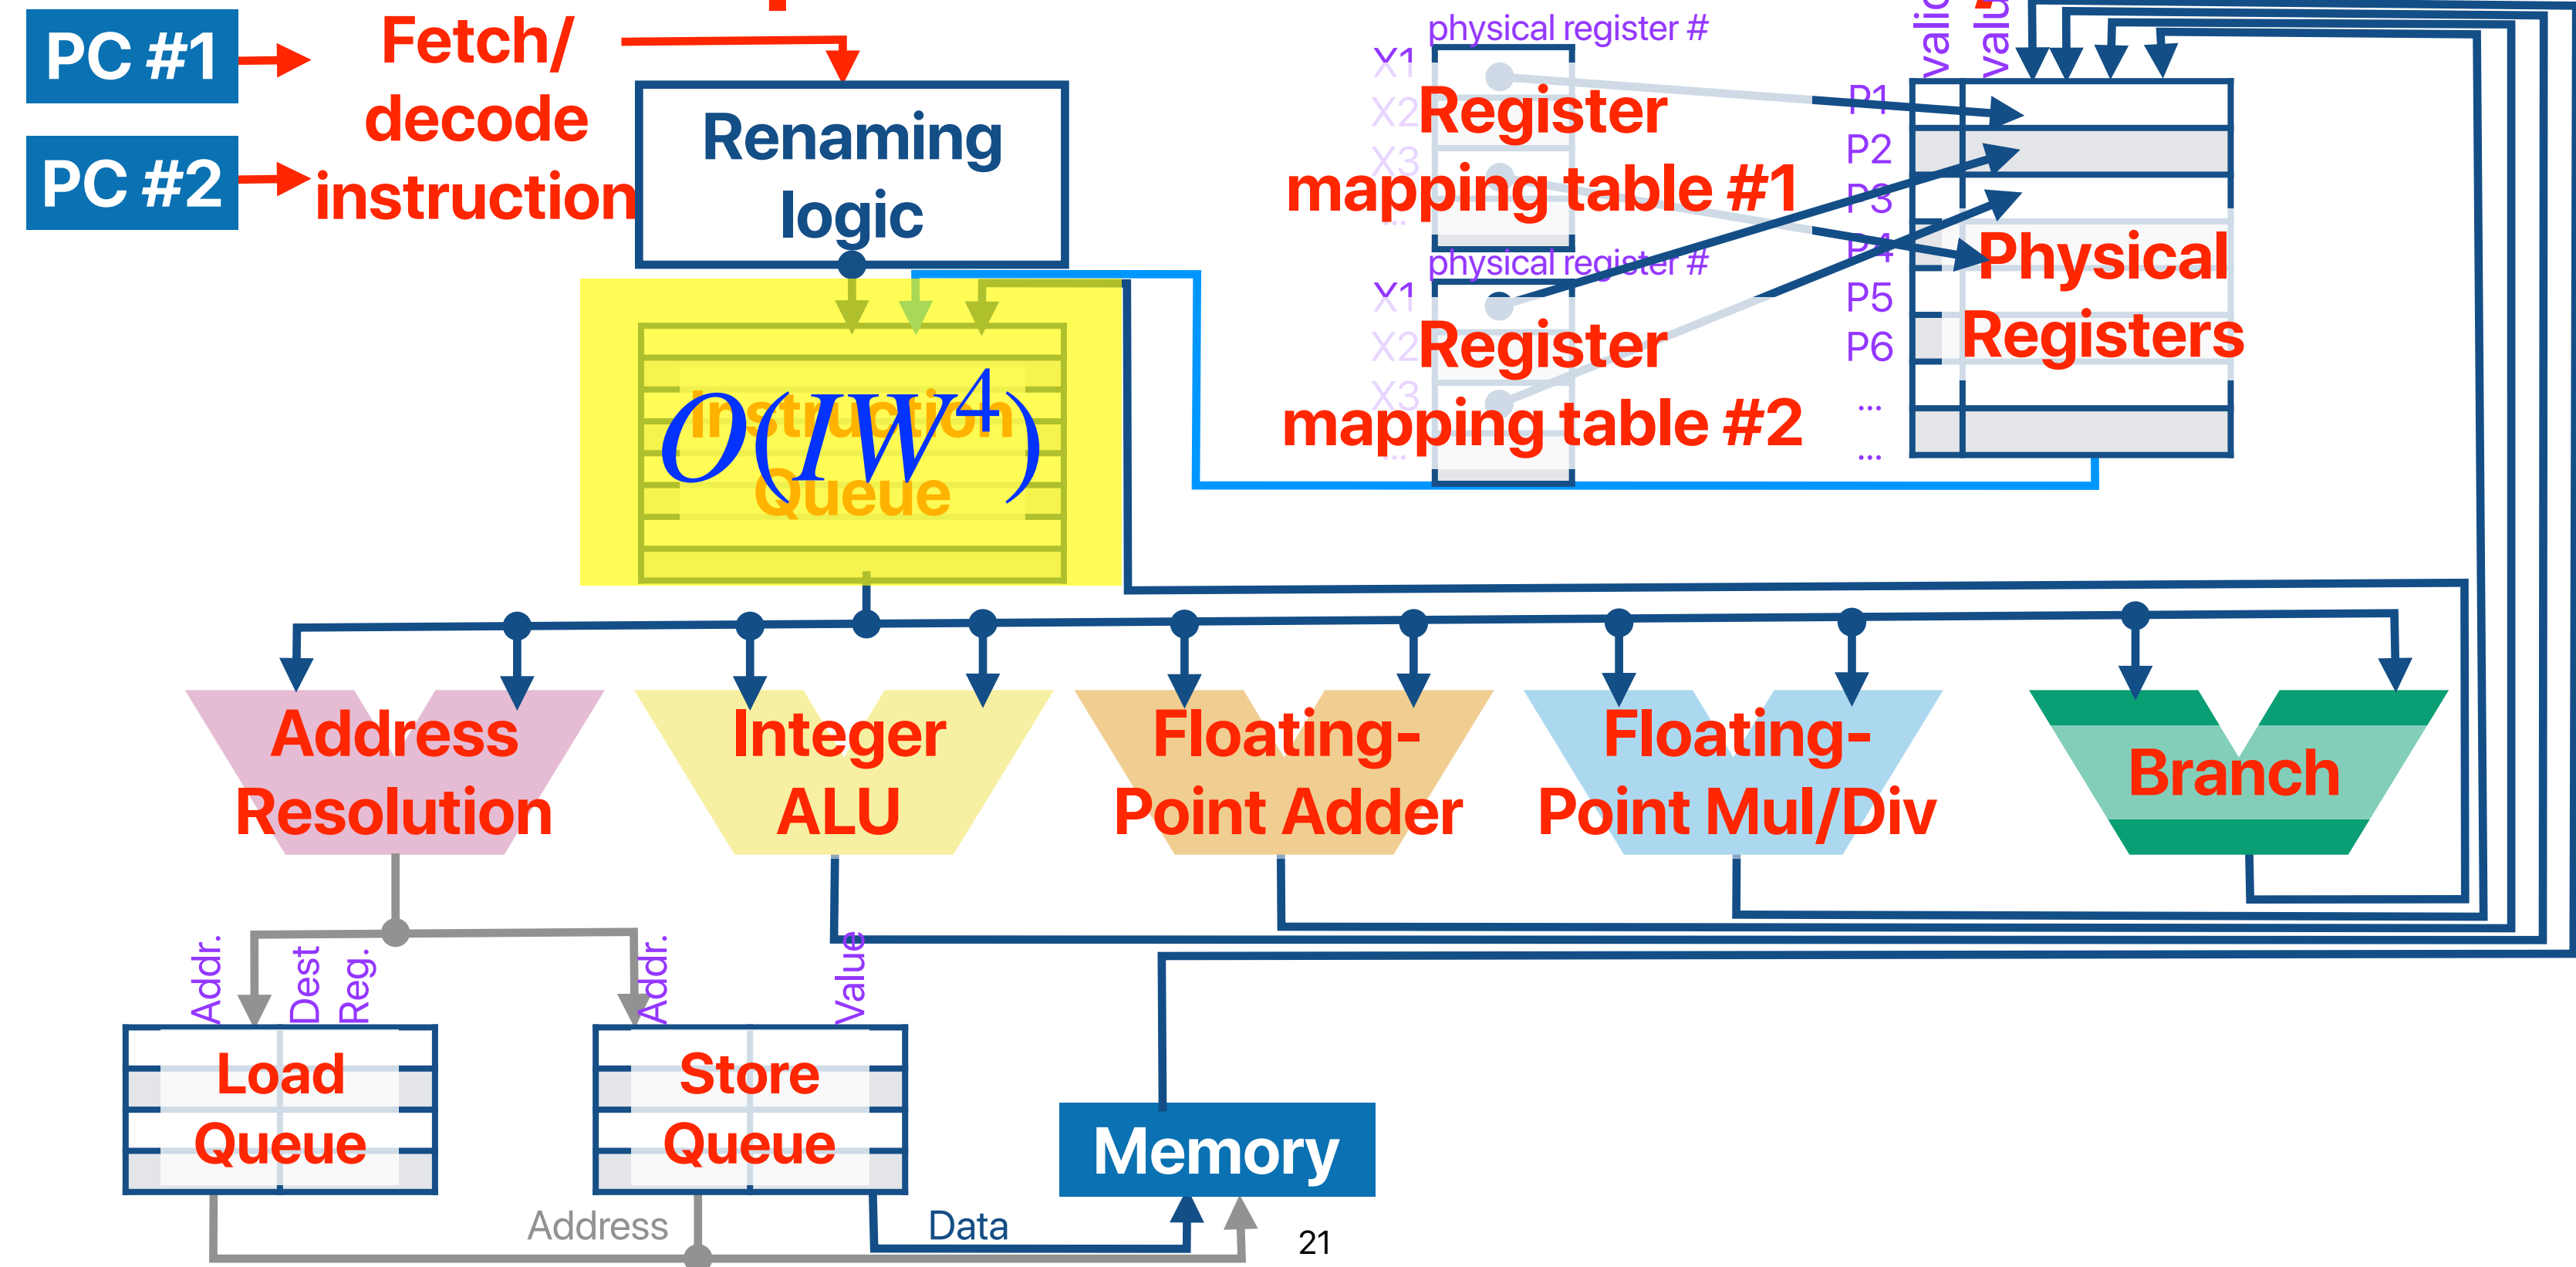 PC #1
PC #2
Fetch/
decode
instruction
Renaming
logic
physical register #
X1
X2
X3
...
Register
mapping table #1
physical register #
X1
X2
X3
...
Register
mapping table #2
P1
P2
P3
P4
P5
P6
...
...
Physical
Registers
Instruction
Queue
O(IW⁴)
Address
Resolution
Integer
ALU
Floating-
Point Adder
Floating-
Point Mul/Div
Branch
Addr.
Dest
Reg.
Addr.
Value
Load
Queue
Store
Queue
Memory
Address
Data
21